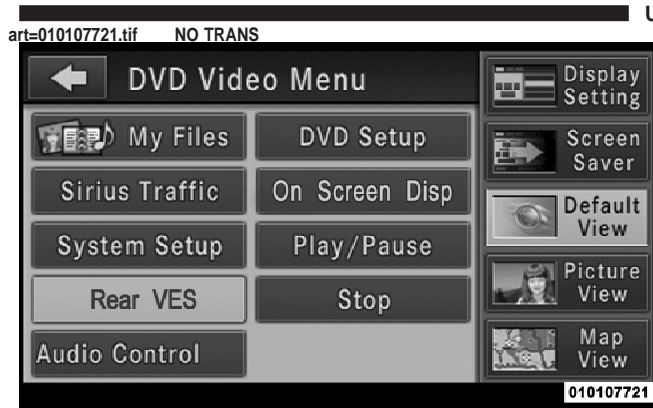 U
art=010107721.tif NO TRANS
DVD Video Menu
My Files
DVD Setup
Sirius Traffic
On Screen Disp
System Setup
Play/Pause
Rear VES
Stop
Audio Control
Display
Setting
Screen
Saver
Default
View
Picture
View
Map
View
010107721